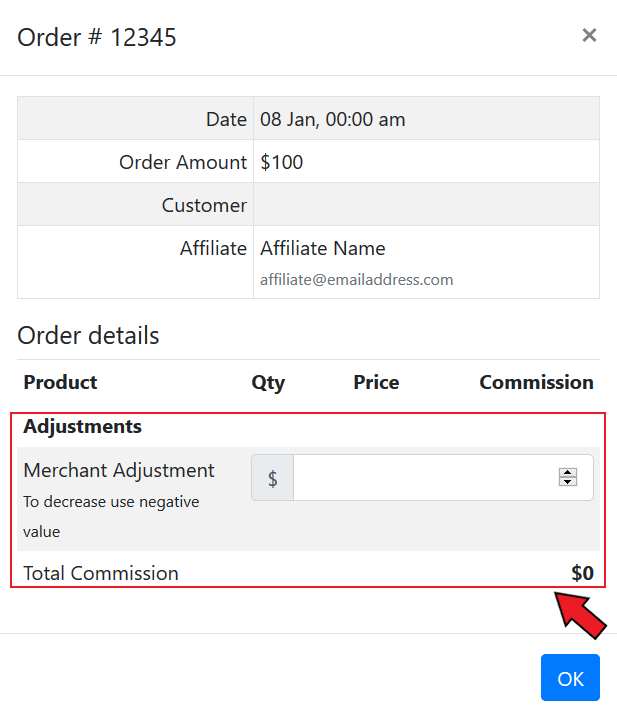 Order # 12345 ×
Date 08 Jan, 00:00 am
Order Amount $100
Customer
Affiliate Affiliate Name
affiliate@emailaddress.com
Order details
Product Qty Price Commission
Adjustments
Merchant Adjustment $
To decrease use negative
value
Total Commission $0
OK